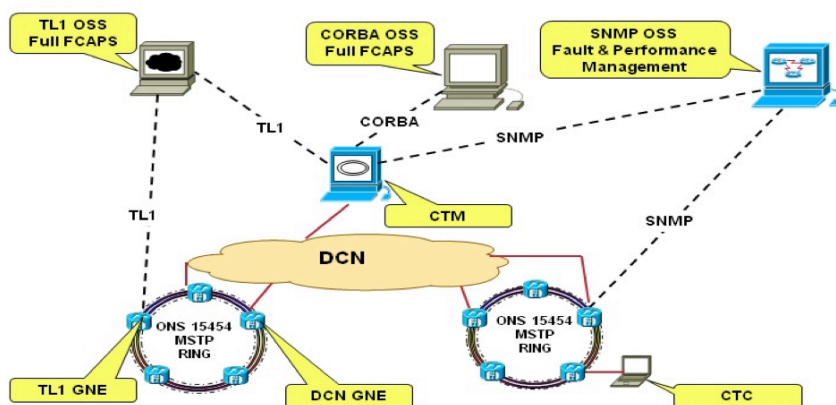 TL1 OSS
Full FCAPS
CORBA OSS
Full FCAPS
SNMP OSS
Fault & Performance
Management
TL1
CORBA
SNMP
TL1
CTM
SNMP
DCN
ONS 15454
MSTP
RING
ONS 15454
MSTP
RING
TL1 GNE
DCN GNE
CTC